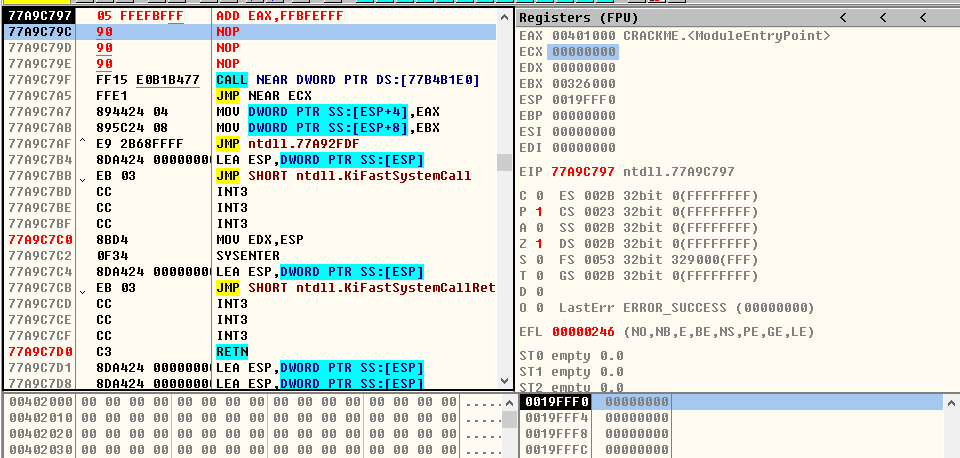 77A9C797 05 FFEFBFFF ADD EAX,FFBFEFFF
77A9C79C 90 NOP
77A9C79D 90 NOP
77A9C79E 90 NOP
77A9C79F FF15 E0B1B477 CALL NEAR DWORD PTR DS:[77B4B1E0]
77A9C7A5 FFE1 JMP NEAR ECX
77A9C7A7 894424 04 MOV DWORD PTR SS:[ESP+4],EAX
77A9C7AB 895C24 08 MOV DWORD PTR SS:[ESP+8],EBX
77A9C7AF ^ E9 2B68FFFF JMP ntdll.77A92FDF
77A9C7B4 8DA424 00000000 LEA ESP,DWORD PTR SS:[ESP]
77A9C7BB EB 03 JMP SHORT ntdll.KiFastSystemCall
77A9C7BD CC INT3
77A9C7BE CC INT3
77A9C7BF CC INT3
77A9C7C0 8BD4 MOV EDX,ESP
77A9C7C2 0F34 SYSENTER
77A9C7C4 8DA424 00000000 LEA ESP,DWORD PTR SS:[ESP]
77A9C7CB EB 03 JMP SHORT ntdll.KiFastSystemCallRet
77A9C7CD CC INT3
77A9C7CE CC INT3
77A9C7CF CC INT3
77A9C7D0 C3 RETN
77A9C7D1 8DA424 00000000 LEA ESP,DWORD PTR SS:[ESP]
77A9C7D8 8DA424 00000000 LEA ESP,DWORD PTR SS:[ESP]
Registers (FPU) < < <
EAX 00401000 CRACKME.<ModuleEntryPoint>
ECX 00000000
EDX 00000000
EBX 00326000
ESP 0019FFF0
EBP 00000000
ESI 00000000
EDI 00000000
EIP 77A9C797 ntdll.77A9C797
C 0 ES 002B 32bit 0(FFFFFFFF)
P 1 CS 0023 32bit 0(FFFFFFFF)
A 0 SS 002B 32bit 0(FFFFFFFF)
Z 1 DS 002B 32bit 0(FFFFFFFF)
S 0 FS 0053 32bit 329000(FFF)
T 0 GS 002B 32bit 0(FFFFFFFF)
D 0
O 0 LastErr ERROR_SUCCESS (00000000)
EFL 00000246 (NO,NB,E,BE,NS,PE,GE,LE)
ST0 empty 0.0
ST1 empty 0.0
ST2 empty 0.0
00402000 00 00 00 00 00 00 00 00 00 00 00 00 00 00 00 00 .....
00402010 00 00 00 00 00 00 00 00 00 00 00 00 00 00 00 00 .....
00402020 00 00 00 00 00 00 00 00 00 00 00 00 00 00 00 00 .....
00402030 00 00 00 00 00 00 00 00 00 00 00 00 00 00 00 00 .....
0019FFF0 00000000
0019FFF4 00000000
0019FFF8 00000000
0019FFFC 00000000